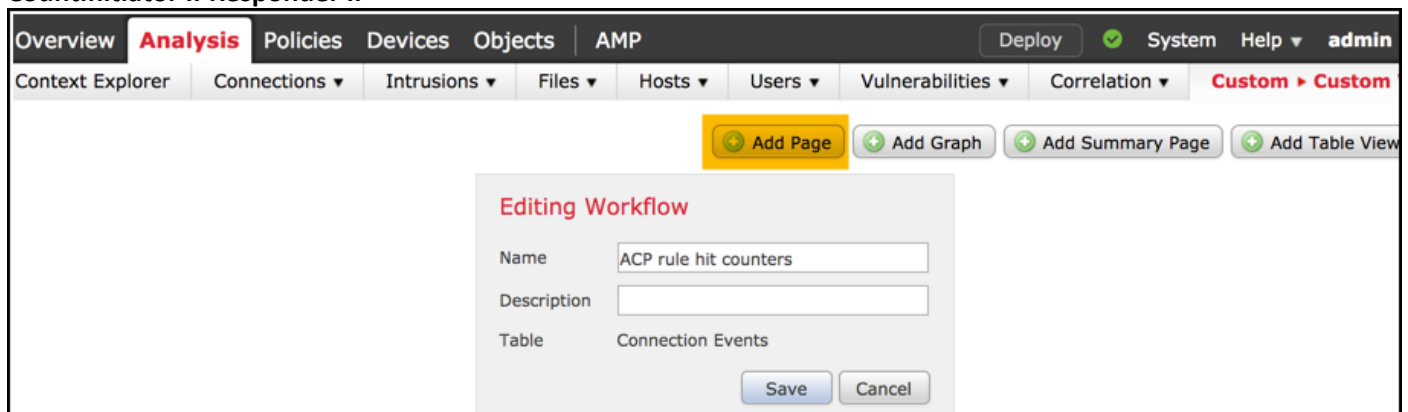 Overview Analysis Policies Devices Objects AMP Deploy System Help ▾ admin
Context Explorer Connections ▾ Intrusions ▾ Files ▾ Hosts ▾ Users ▾ Vulnerabilities ▾ Correlation ▾ Custom ▸ Custom
Add Page Add Graph Add Summary Page Add Table View
Editing Workflow
Name ACP rule hit counters
Description
Table Connection Events
Save Cancel